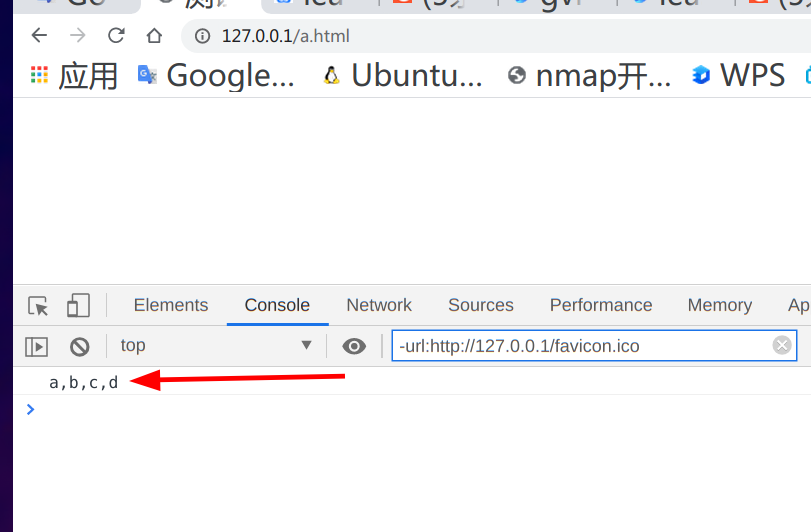 127.0.0.1/a.html
应用 Google... Ubuntu... nmap开... WPS
Elements Console Network Sources Performance Memory Ap
top -url:http://127.0.0.1/favicon.ico
a,b,c,d